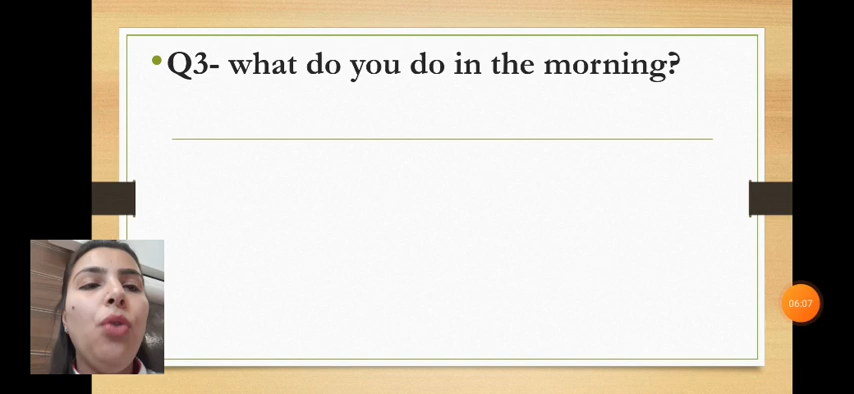 • Q3- what do you do in the morning?
06:07